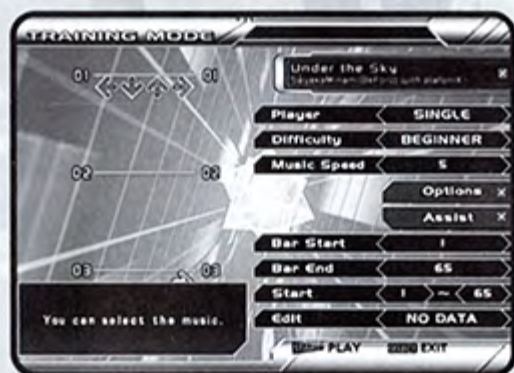 TRAINING MODE
01 01
Under the Sky
Player SINGLE
Difficulty BEGINNER
Music Speed 5
02 02
Options
Assist
Bar Start 1
Bar End 65
03 03
Start 1 ~ 65
You can select the music.
Edit NO DATA
PLAY EXIT